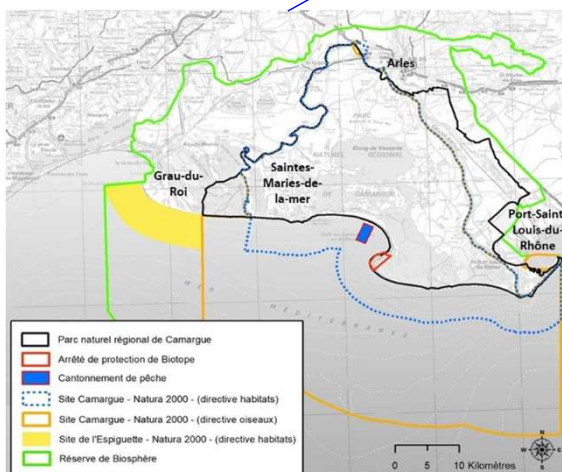 Arles
Grau-du-
Roi
Saintes-
Maries-de-
la-mer
Port-Saint
Louis-du-
Rhône
MER
MÉDITERRANÉE
Parc naturel régional de Camargue
Arrêté de protection de Biotope
Cantonnement de pêche
Site Camargue - Natura 2000 - (directive habitats)
Site Camargue - Natura 2000 - (directive oiseaux)
Site de l'Espiguette - Natura 2000 - (directive habitats)
Réserve de Biosphère
0 5 10 Kilomètres
N
W E
S